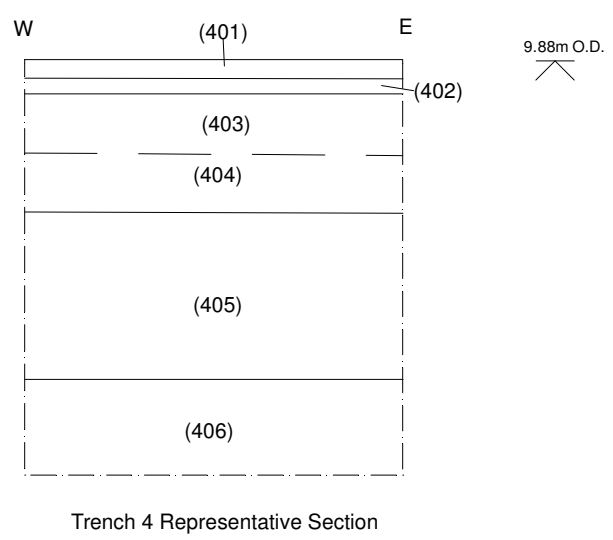 W
(401)
E
9.88m O.D.
(402)
(403)
(404)
(405)
(406)
Trench 4 Representative Section